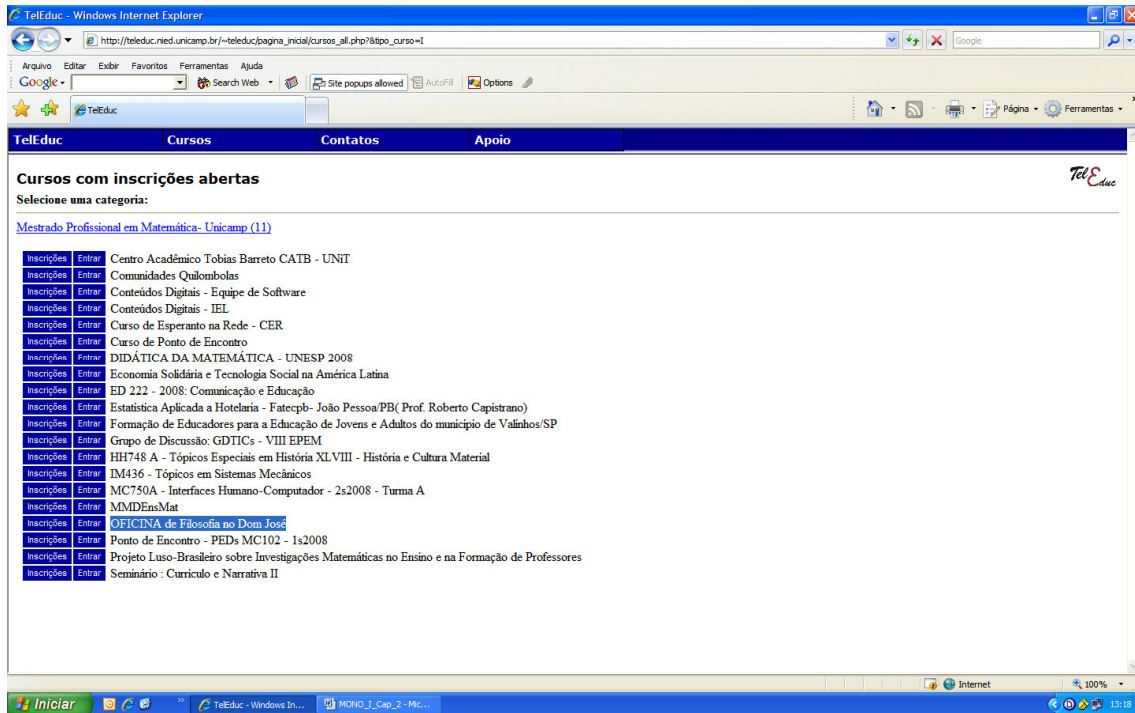 TelEduc - Windows Internet Explorer
http://teleduc.nied.unicamp.br/~teleduc/pagina_inicial/cursos_all.php?&tipo_curso=I
Google
Arquivo Editar Exibir Favoritos Ferramentas Ajuda
Google Search Web Site popups allowed AutoFill Options
TelEduc Página Ferramentas
TelEduc Cursos Contatos Apoio
Cursos com inscrições abertas
TelEduc
Selecione uma categoria:
Mestrado Profissional em Matemática- Unicamp (11)
Inscrições Entrar Centro Acadêmico Tobias Barreto CATB - UNiT
Inscrições Entrar Comunidades Quilombolas
Inscrições Entrar Conteúdos Digitais - Equipe de Software
Inscrições Entrar Conteúdos Digitais - IEL
Inscrições Entrar Curso de Esperanto na Rede - CER
Inscrições Entrar Curso de Ponto de Encontro
Inscrições Entrar DIDÁTICA DA MATEMÁTICA - UNESP 2008
Inscrições Entrar Economia Solidária e Tecnologia Social na América Latina
Inscrições Entrar ED 222 - 2008: Comunicação e Educação
Inscrições Entrar Estatistica Aplicada a Hotelaria - Fatecpb- João Pessoa/PB( Prof. Roberto Capistrano)
Inscrições Entrar Formação de Educadores para a Educação de Jovens e Adultos do municipio de Valinhos/SP
Inscrições Entrar Grupo de Discussão: GDTICs - VIII EPEM
Inscrições Entrar HH748 A - Tópicos Especiais em História XLVIII - História e Cultura Material
Inscrições Entrar IM436 - Tópicos em Sistemas Mecânicos
Inscrições Entrar MC750A - Interfaces Humano-Computador - 2s2008 - Turma A
Inscrições Entrar MMDEnsMat
Inscrições Entrar OFICINA de Filosofia no Dom José
Inscrições Entrar Ponto de Encontro - PEDs MC102 - 1s2008
Inscrições Entrar Projeto Luso-Brasileiro sobre Investigações Matemáticas no Ensino e na Formação de Professores
Inscrições Entrar Seminário : Curriculo e Narrativa II
Internet 100%
Iniciar TelEduc - Windows In... MONO_I_Cap_2 - Mic... 13:18